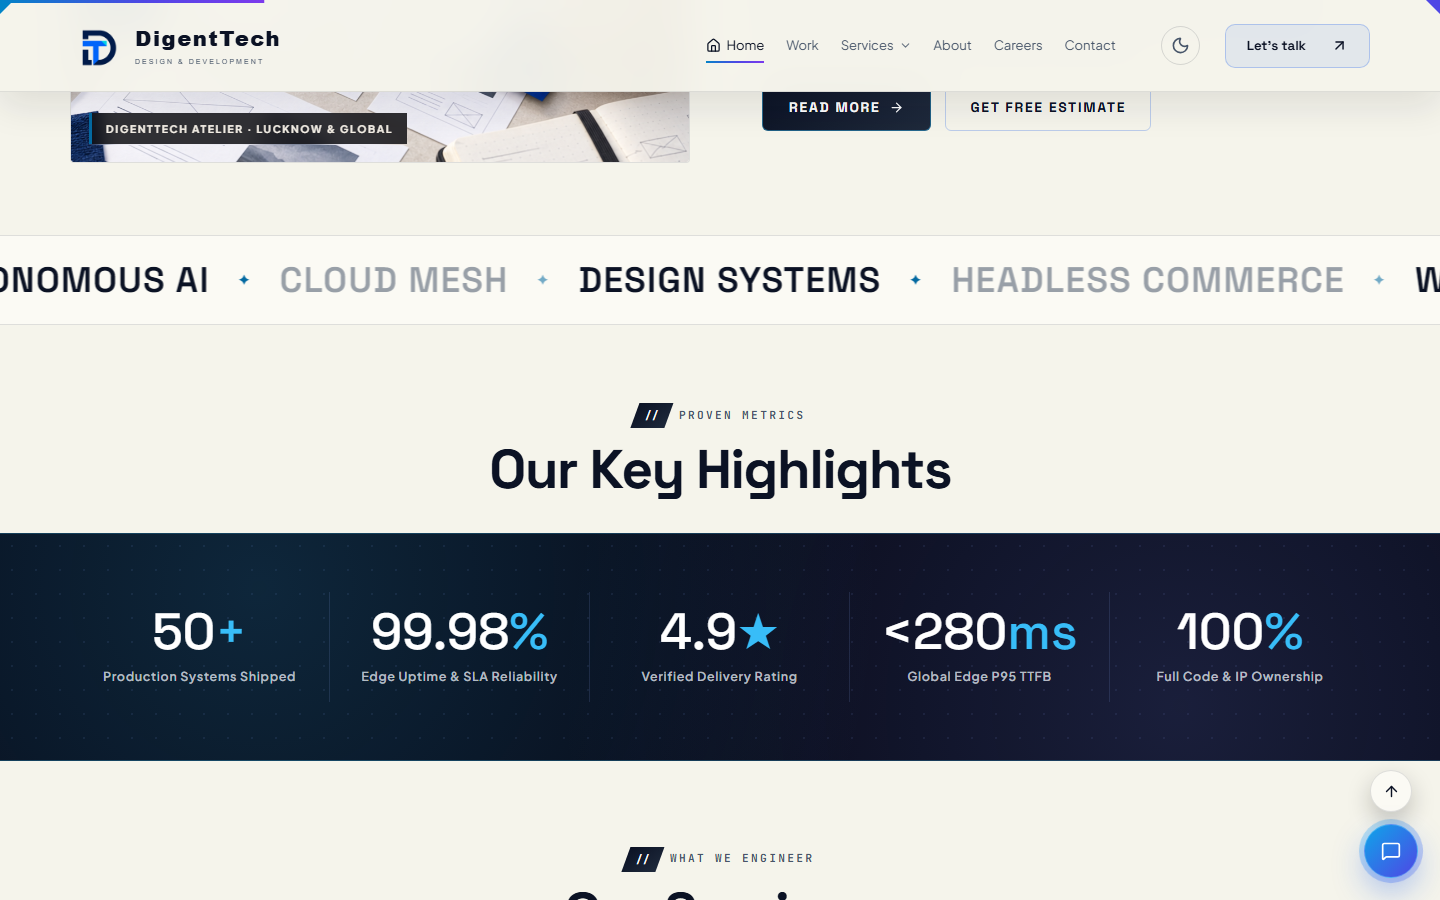 DigentTech
DESIGN & DEVELOPMENT
Home
Work
Services
About
Careers
Contact
Let's talk
DIGENTTECH ATELIER · LUCKNOW & GLOBAL
READ MORE →
GET FREE ESTIMATE
ONOMOUS AI ✦ CLOUD MESH ✦ DESIGN SYSTEMS ✦ HEADLESS COMMERCE ✦ W
// PROVEN METRICS
Our Key Highlights
50+
Production Systems Shipped
99.98%
Edge Uptime & SLA Reliability
4.9★
Verified Delivery Rating
<280ms
Global Edge P95 TTFB
100%
Full Code & IP Ownership
// WHAT WE ENGINEER